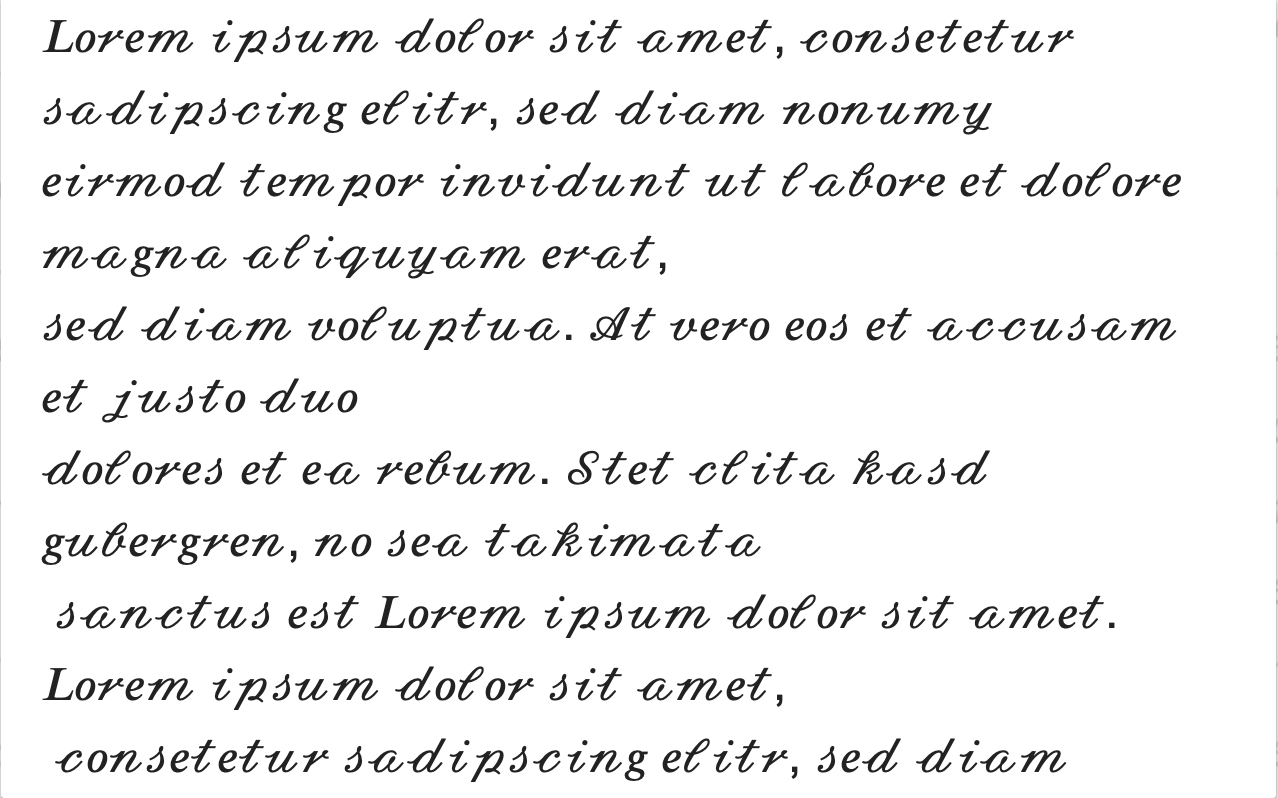 Lorem ipsum dolor sit amet, consetetur
sadipscing elitr, sed diam nonumy
eirmod tempor invidunt ut labore et dolore
magna aliquyam erat,
sed diam voluptua. At vero eos et accusam
et justo duo
dolores et ea rebum. Stet clita kasd
gubergren, no sea takimata
sanctus est Lorem ipsum dolor sit amet.
Lorem ipsum dolor sit amet,
consetetur sadipscing elitr, sed diam